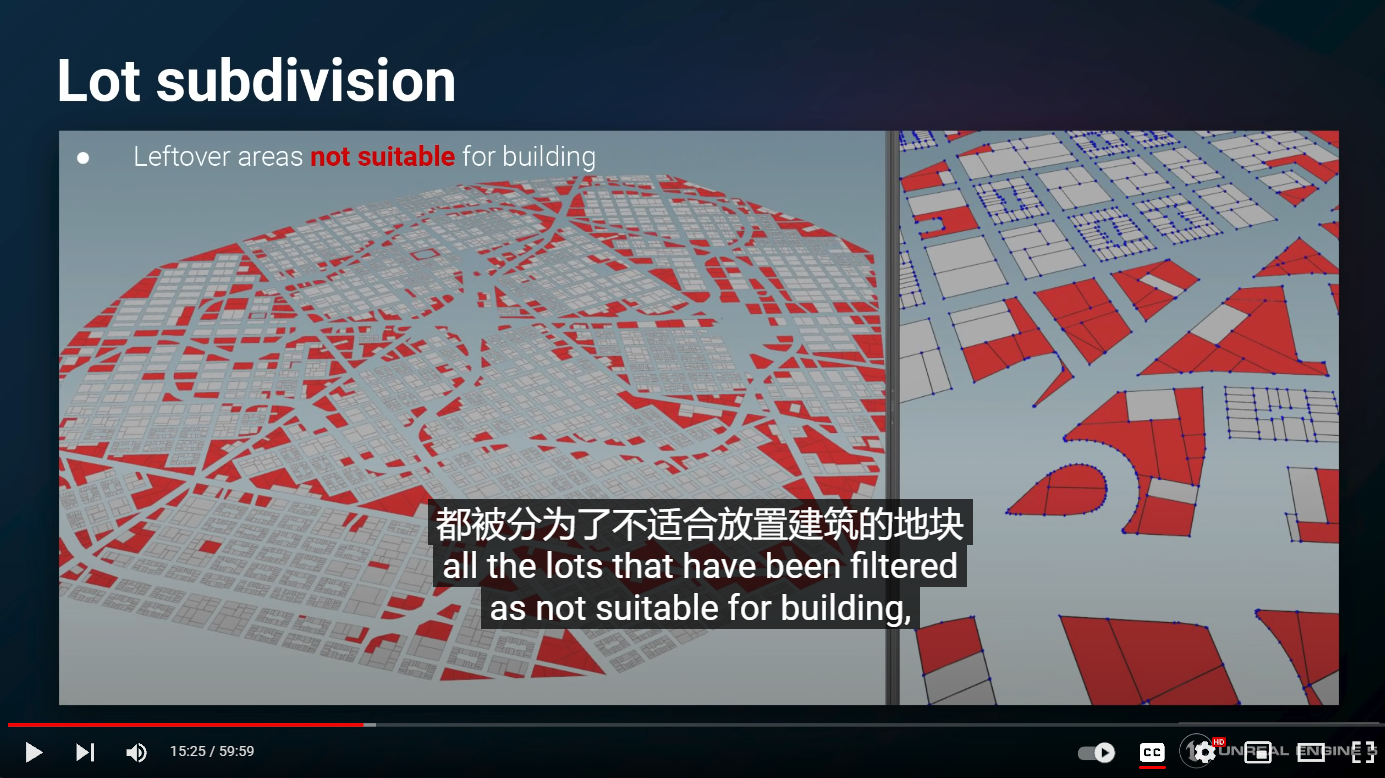 Lot subdivision
● Leftover areas not suitable for building
都被分为了不适合放置建筑的地块
all the lots that have been filtered
as not suitable for building,
15:25 / 59:59
CC
HD
UNREAL ENGINE 5